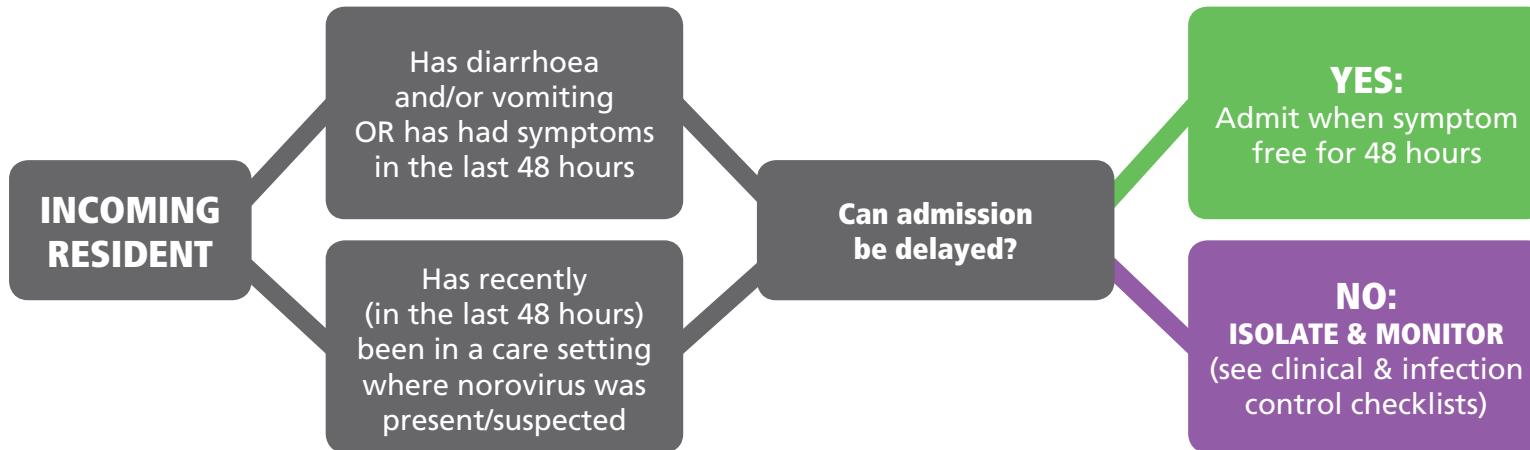 INCOMING
RESIDENT
Has diarrhoea
and/or vomiting
OR has had symptoms
in the last 48 hours
Has recently
(in the last 48 hours)
been in a care setting
where norovirus was
present/suspected
Can admission
be delayed?
YES:
Admit when symptom
free for 48 hours
NO:
ISOLATE & MONITOR
(see clinical & infection
control checklists)